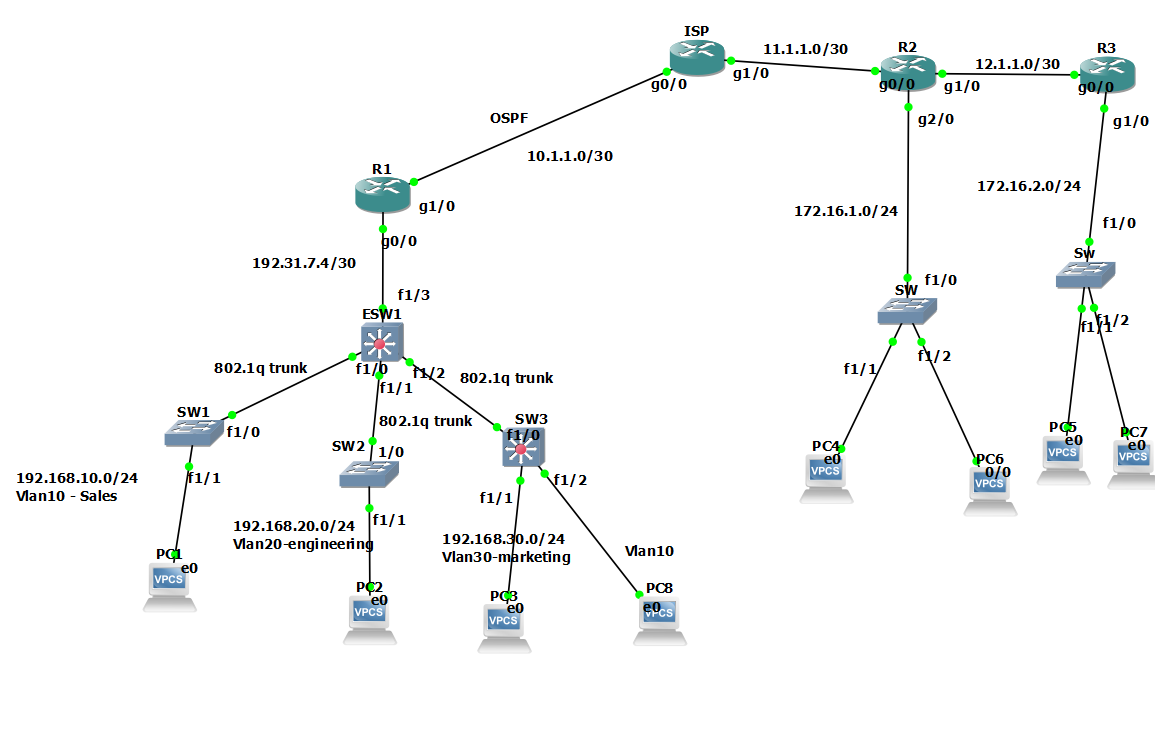 ISP
11.1.1.0/30
R2
R3
12.1.1.0/30
g0/0
g1/0
g0/0
g1/0
g0/0
g1/0
g2/0
OSPF
10.1.1.0/30
R1
g1/0
g0/0
172.16.2.0/24
172.16.1.0/24
f1/0
192.31.7.4/30
SW
f1/0
SW
f1/3
ESW1
f1/2
f1/1
f1/0
f1/1
f1/2
f1/1
f1/2
802.1q trunk
802.1q trunk
802.1q trunk
SW1
f1/0
SW2
1/0
SW3
f1/0
192.168.10.0/24
Vlan10 - Sales
f1/1
f1/1
f1/2
f1/1
192.168.20.0/24
Vlan20-engineering
192.168.30.0/24
Vlan30-marketing
Vlan10
PC4
e0
VPCS
PC6
0/0
VPCS
PC5
e0
VPCS
PC7
e0
VPCS
PC1
e0
VPCS
PC2
e0
VPCS
PC3
e0
VPCS
PC8
e0
VPCS